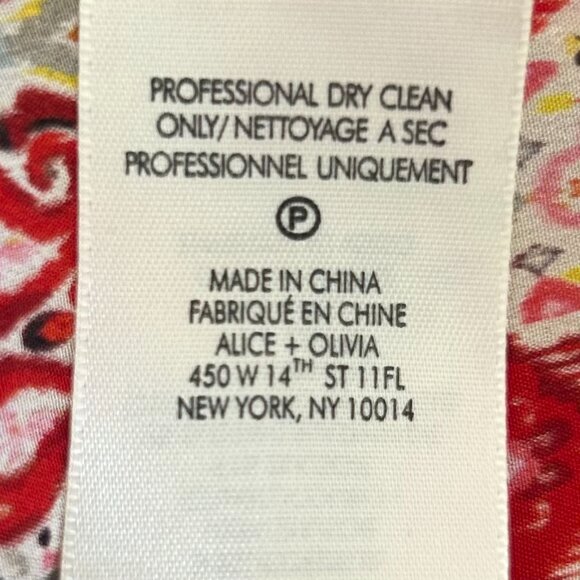 PROFESSIONAL DRY CLEAN
ONLY/ NETTOYAGE A SEC
PROFESSIONNEL UNIQUEMENT
P
MADE IN CHINA
FABRIQUÉ EN CHINE
ALICE + OLIVIA
450 W 14TH ST 11FL
NEW YORK, NY 10014